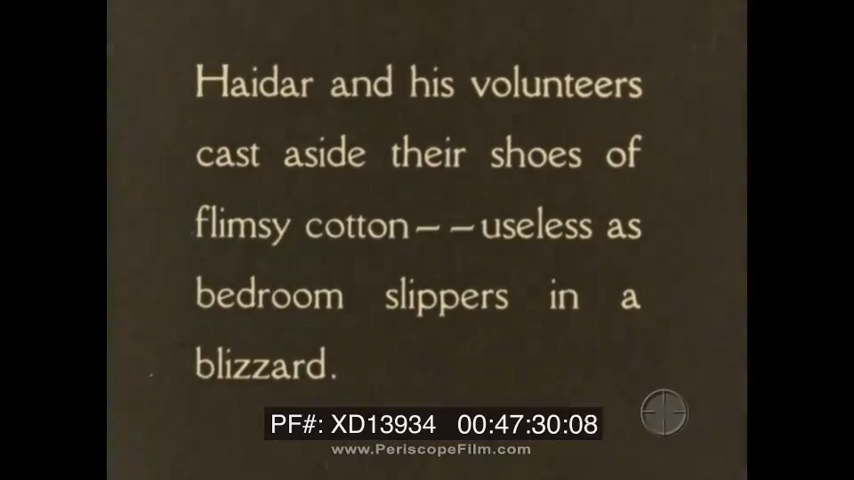 Haidar and his volunteers
cast aside their shoes of
flimsy cotton– –useless as
bedroom slippers in a
blizzard.
PF#: XD13934 00:47:30:08
www.PeriscopeFilm.com